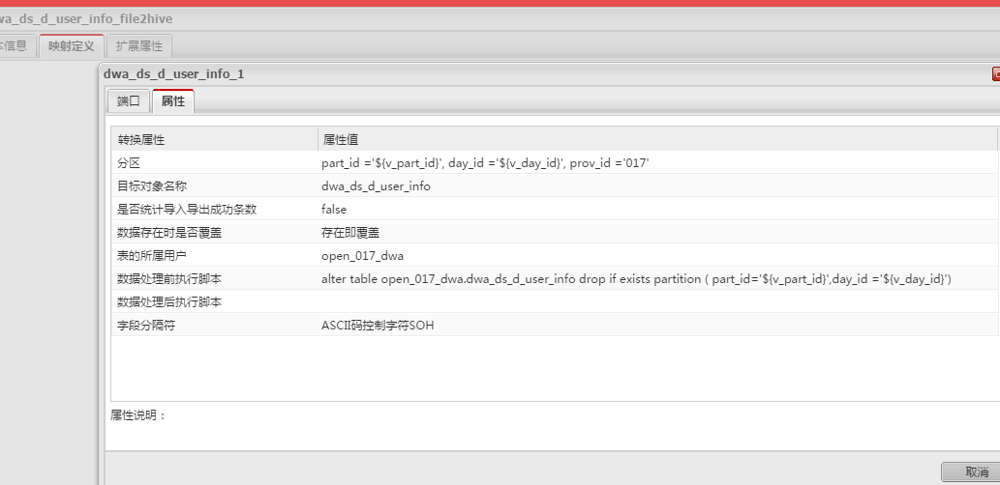 va_ds_d_user_info_file2hive
本信息 映射定义 扩展属性
dwa_ds_d_user_info_1
端口 属性
转换属性 属性值
分区 part_id ='${v_part_id}', day_id ='${v_day_id}', prov_id ='017'
目标对象名称 dwa_ds_d_user_info
是否统计导入导出成功条数 false
数据存在时是否覆盖 存在即覆盖
表的所属用户 open_017_dwa
数据处理前执行脚本 alter table open_017_dwa.dwa_ds_d_user_info drop if exists partition ( part_id='${v_part_id}',day_id ='${v_day_id}')
数据处理后执行脚本
字段分隔符 ASCII码控制字符SOH
属性说明：
取消